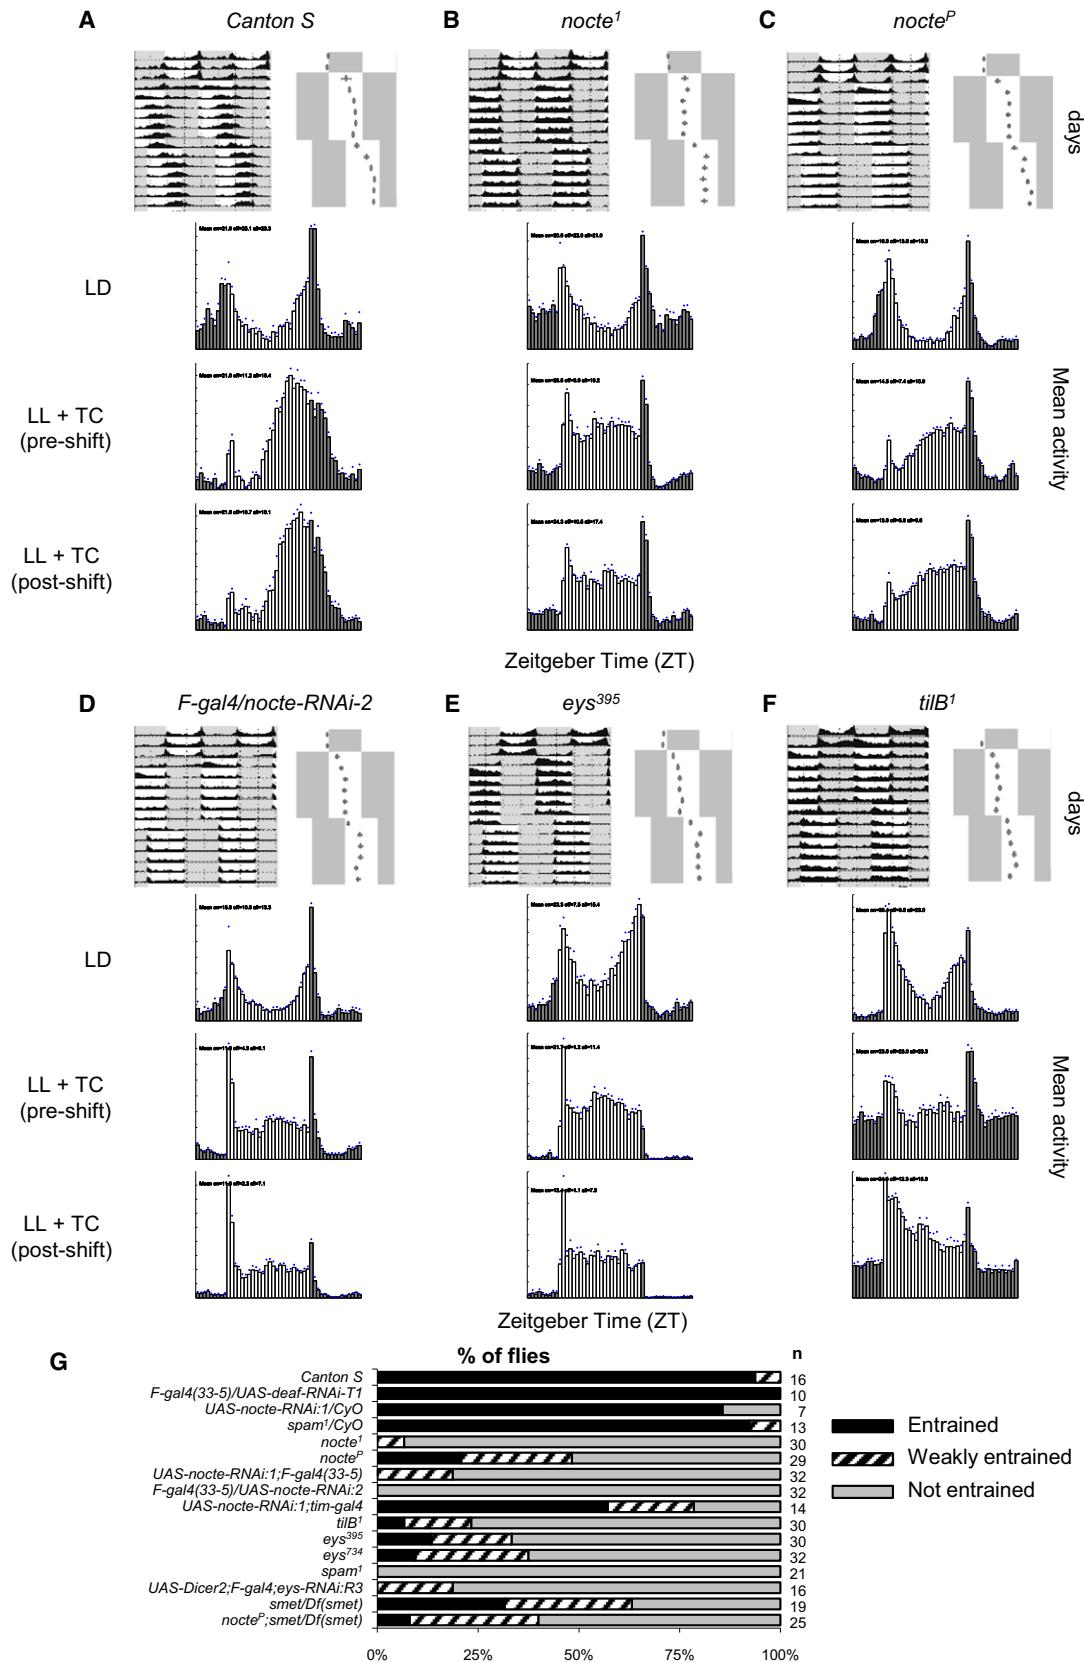 A Canton S
B nocte1
C nocteP
days
LD
LL + TC
(pre-shift)
LL + TC
(post-shift)
Mean activity
Zeitgeber Time (ZT)
D F-gal4/nocte-RNAi-2
E eys395
F tilB1
days
LD
LL + TC
(pre-shift)
LL + TC
(post-shift)
Mean activity
Zeitgeber Time (ZT)
G % of flies n
Canton S 16
F-gal4(33-5)/UAS-deaf-RNAi-T1 10
UAS-nocte-RNAi:1/CyO 7
spam1/CyO 13
nocte1 30
nocteP 29
UAS-nocte-RNAi:1;F-gal4(33-5) 32
F-gal4(33-5)/UAS-nocte-RNAi:2 32
UAS-nocte-RNAi:1;tim-gal4 14
tilB1 30
eys395 30
eys734 32
spam1 21
UAS-Dicer2;F-gal4;eys-RNAi:R3 16
smet/Df(smet) 19
nocteP;smet/Df(smet) 25
0% 25% 50% 75% 100%
Entrained
Weakly entrained
Not entrained